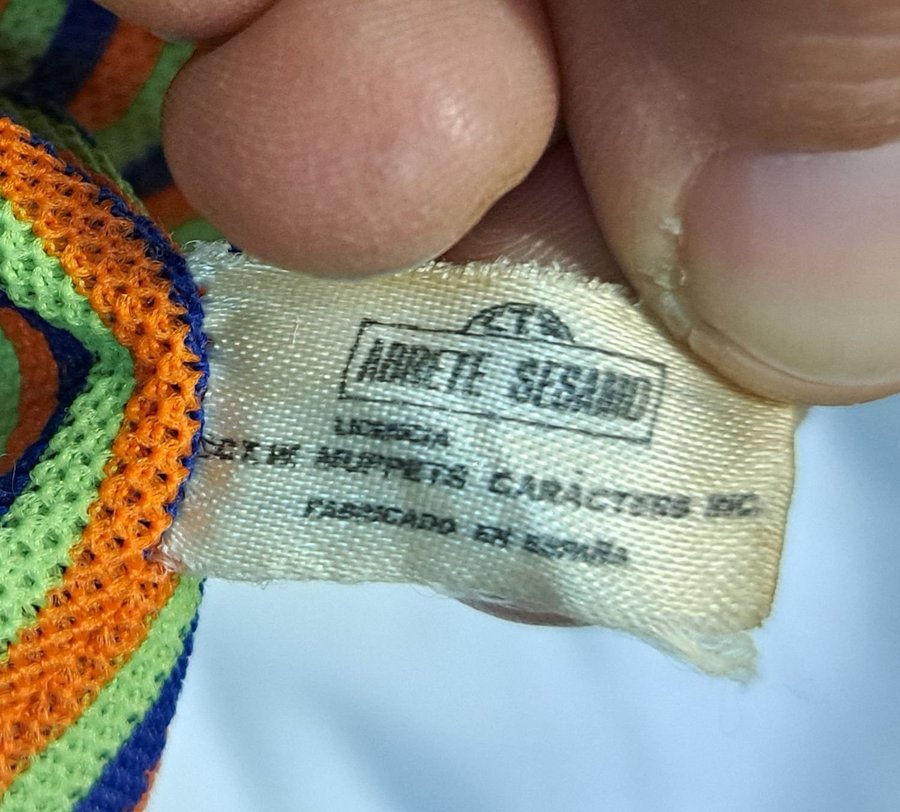 ABRETE SESAMO
LICENCIA
MUPPETS CARACTERS INC.
FABRICADO EN ESPAÑA